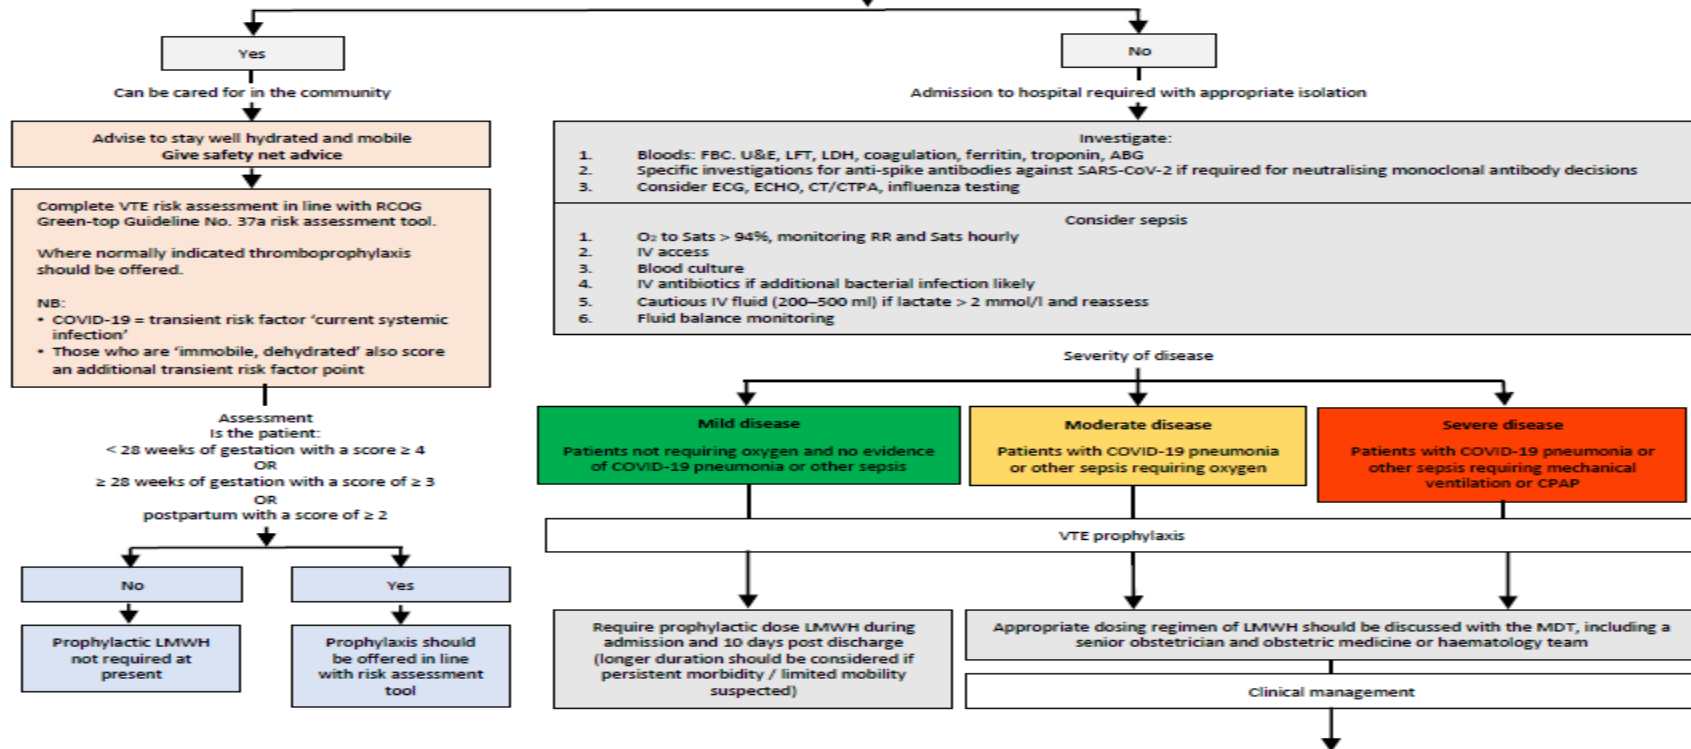 Yes
Can be cared for in the community
Advise to stay well hydrated and mobile
Give safety net advice
Complete VTE risk assessment in line with RCOG
Green-top Guideline No. 37a risk assessment tool.
Where normally indicated thromboprophylaxis
should be offered.
NB:
• COVID-19 = transient risk factor 'current systemic
infection'
• Those who are 'immobile, dehydrated' also score
an additional transient risk factor point
Assessment
Is the patient:
< 28 weeks of gestation with a score ≥ 4
OR
≥ 28 weeks of gestation with a score of ≥ 3
OR
postpartum with a score of ≥ 2
No
Prophylactic LMWH
not required at
present
Yes
Prophylaxis should
be offered in line
with risk assessment
tool
No
Admission to hospital required with appropriate isolation
Investigate:
1. Bloods: FBC. U&E, LFT, LDH, coagulation, ferritin, troponin, ABG
2. Specific investigations for anti-spike antibodies against SARS-CoV-2 if required for neutralising monoclonal antibody decisions
3. Consider ECG, ECHO, CT/CTPA, influenza testing
Consider sepsis
1. O₂ to Sats > 94%, monitoring RR and Sats hourly
2. IV access
3. Blood culture
4. IV antibiotics if additional bacterial infection likely
5. Cautious IV fluid (200–500 ml) if lactate > 2 mmol/l and reassess
6. Fluid balance monitoring
Severity of disease
Mild disease
Patients not requiring oxygen and no evidence
of COVID-19 pneumonia or other sepsis
Moderate disease
Patients with COVID-19 pneumonia
or other sepsis requiring oxygen
Severe disease
Patients with COVID-19 pneumonia or
other sepsis requiring mechanical
ventilation or CPAP
VTE prophylaxis
Require prophylactic dose LMWH during
admission and 10 days post discharge
(longer duration should be considered if
persistent morbidity / limited mobility
suspected)
Appropriate dosing regimen of LMWH should be discussed with the MDT, including a
senior obstetrician and obstetric medicine or haematology team
Clinical management